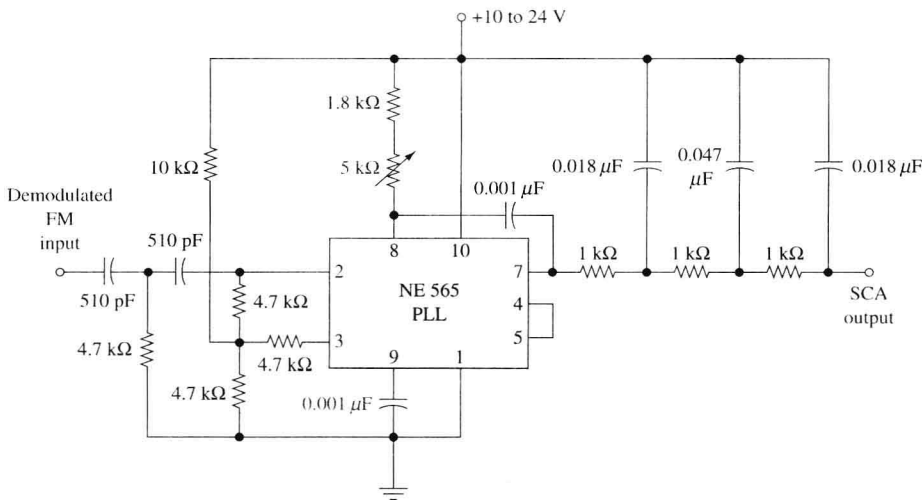 +10 to 24 V
1.8 kΩ
10 kΩ
5 kΩ
0.018 µF
0.047
µF
0.018 µF
0.001 µF
Demodulated
FM
input
510 pF
8
10
1 kΩ
1 kΩ
1 kΩ
2
7
510 pF
4.7 kΩ
NE 565
PLL
4
SCA
output
3
5
4.7 kΩ
4.7 kΩ
9
1
4.7 kΩ
0.001 µF